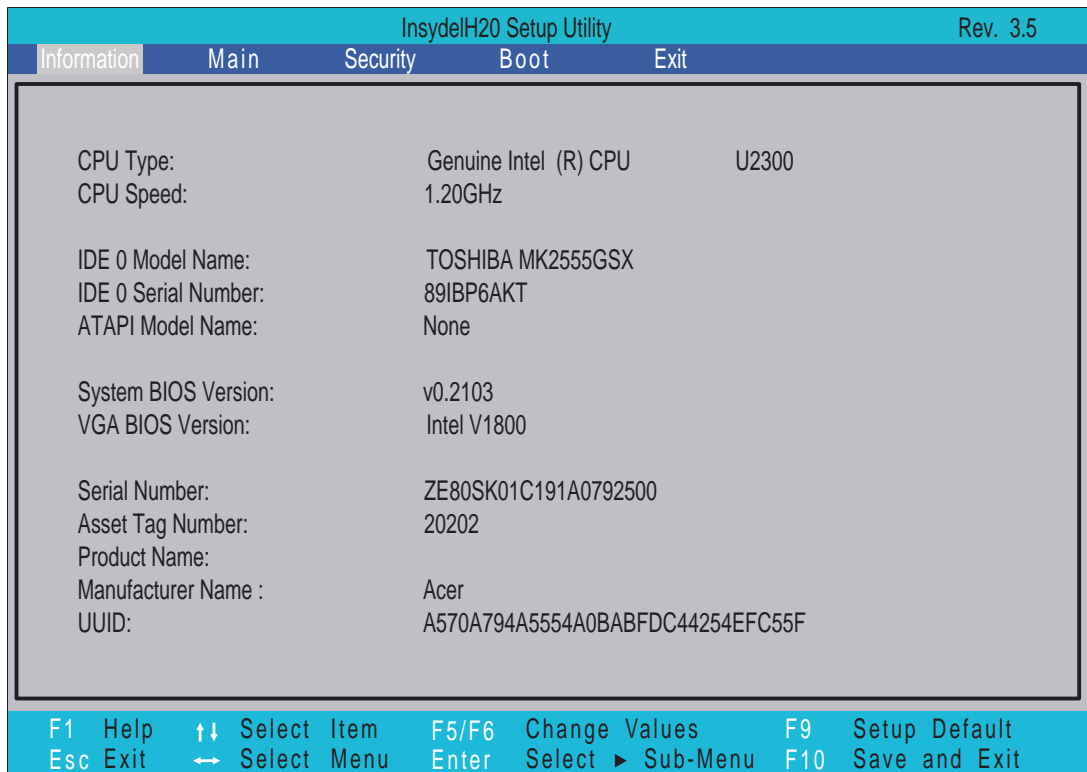 InsydelH20 Setup Utility Rev. 3.5
Information Main Security Boot Exit
CPU Type: Genuine Intel (R) CPU U2300
CPU Speed: 1.20GHz
IDE 0 Model Name: TOSHIBA MK2555GSX
IDE 0 Serial Number: 89IBP6AKT
ATAPI Model Name: None
System BIOS Version: v0.2103
VGA BIOS Version: Intel V1800
Serial Number: ZE80SK01C191A0792500
Asset Tag Number: 20202
Product Name:
Manufacturer Name : Acer
UUID: A570A794A5554A0BABFDC44254EFC55F
F1 Help ↑↓ Select Item F5/F6 Change Values F9 Setup Default
Esc Exit ↔ Select Menu Enter Select ► Sub-Menu F10 Save and Exit